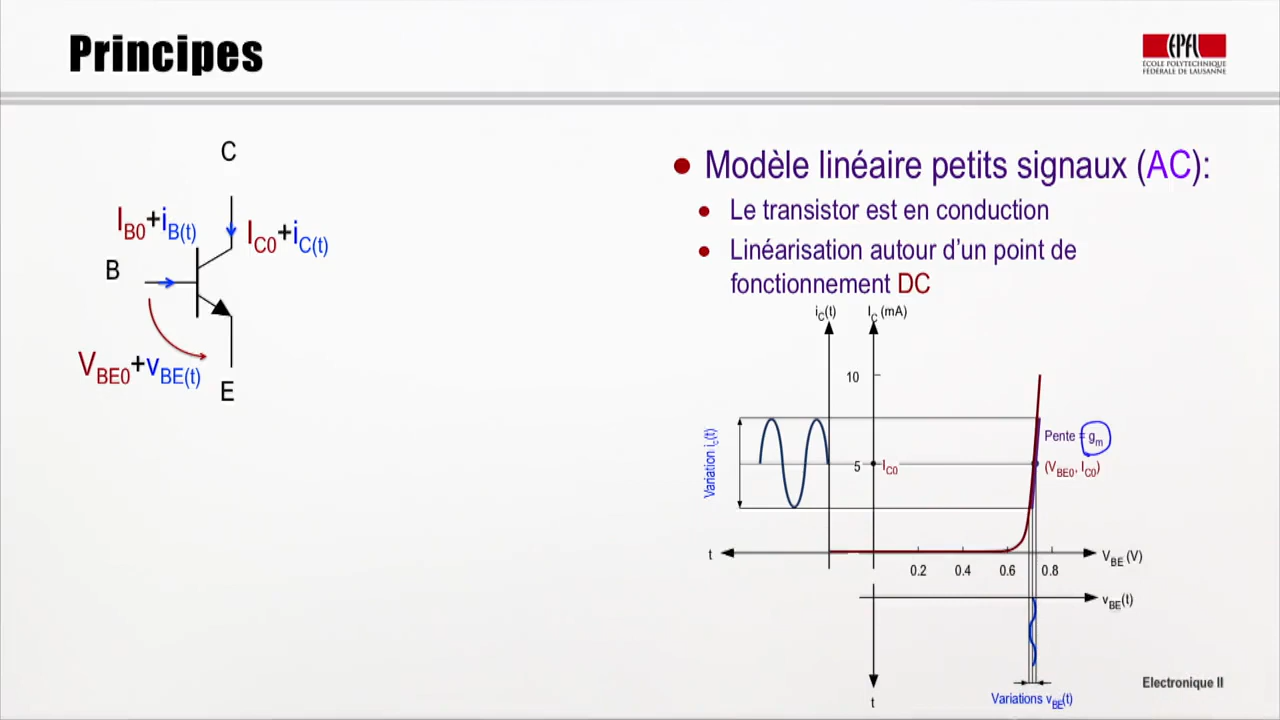 Principes
EPFL
ÉCOLE POLYTECHNIQUE
FÉDÉRALE DE LAUSANNE
C
I_B0+i_B(t)
I_C0+i_C(t)
B
V_BE0+v_BE(t)
E
Modèle linéaire petits signaux (AC):
Le transistor est en conduction
Linéarisation autour d'un point de
fonctionnement DC
i_C(t) I_C (mA)
10
Variation i_c(t)
Pente = g_m
5 I_C0 (V_BE0, I_C0)
t
V_BE (V)
0.2 0.4 0.6 0.8
v_BE(t)
Variations v_BE(t)
t
Electronique II